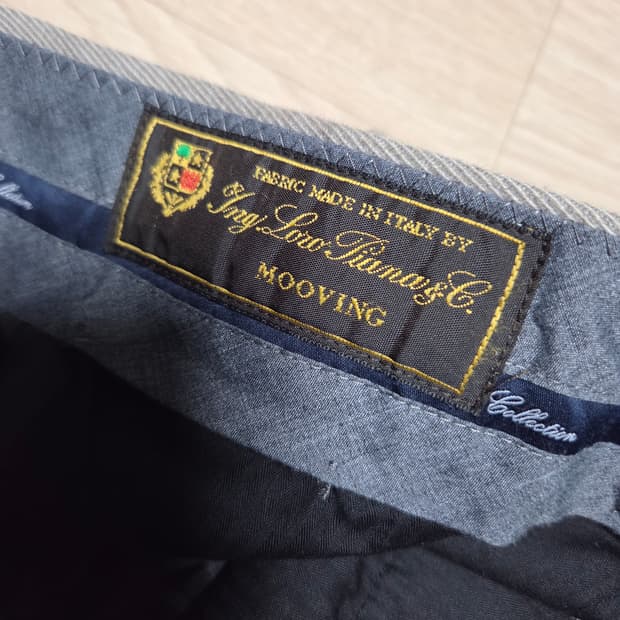 FABRIC MADE IN ITALY BY
Ing Loro Piana & C.
MOOVING
Collection